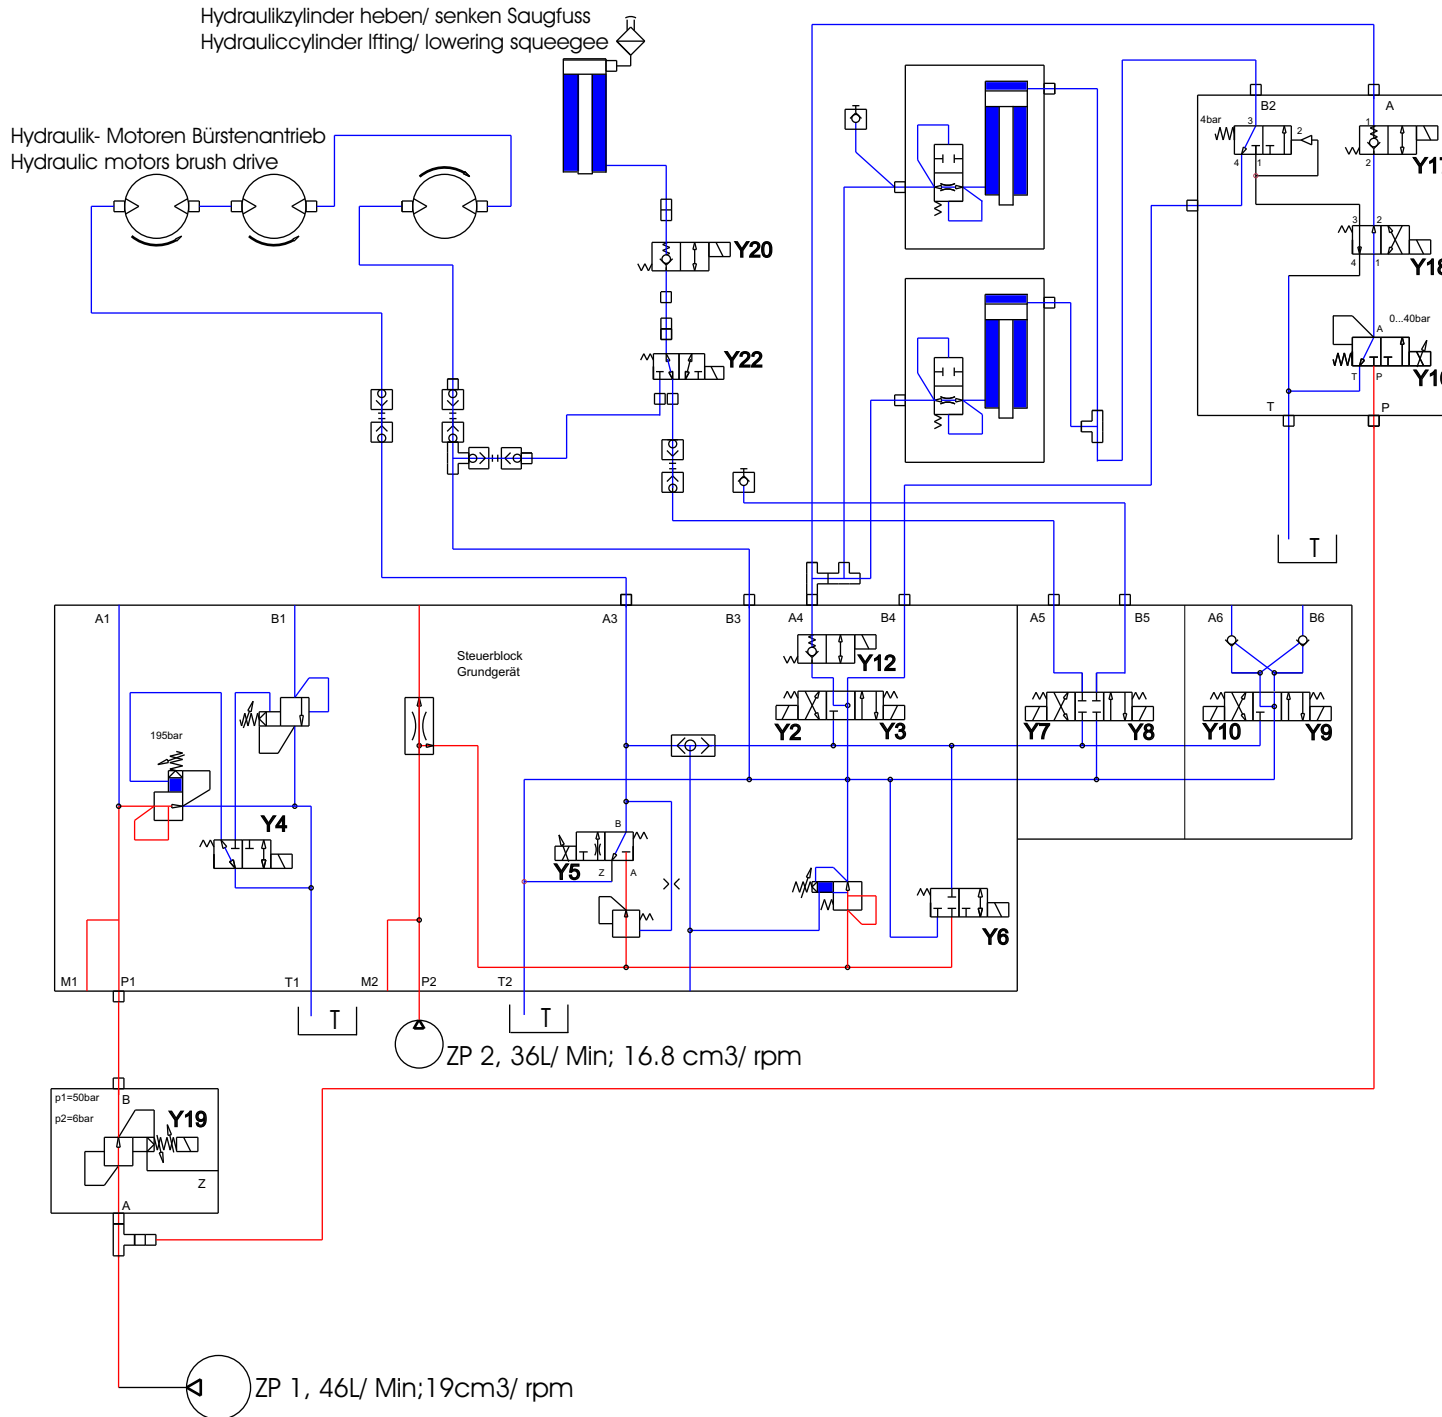 Hydraulikzylinder heben/ senken Saugfuss
Hydrauliccylinder lfting/ lowering squeegee
Hydraulik- Motoren Bürstenantrieb
Hydraulic motors brush drive
B2
A
4bar
3
2
4
1
1
2
Y17
Y20
3
2
4
1
Y18
0...40bar
A
Y22
T
P
Y16
T
P
T
A1
B1
A3
B3
A4
B4
A5
B5
A6
B6
Steuerblock
Grundgerät
Y12
195bar
Y2
Y3
Y7
Y8
Y10
Y9
Y4
B
Y5
Z
A
Y6
M1
P1
T1
M2
P2
T2
T
T
ZP 2, 36L/ Min; 16.8 cm3/ rpm
p1=50bar
B
p2=6bar
Y19
Z
A
ZP 1, 46L/ Min;19cm3/ rpm